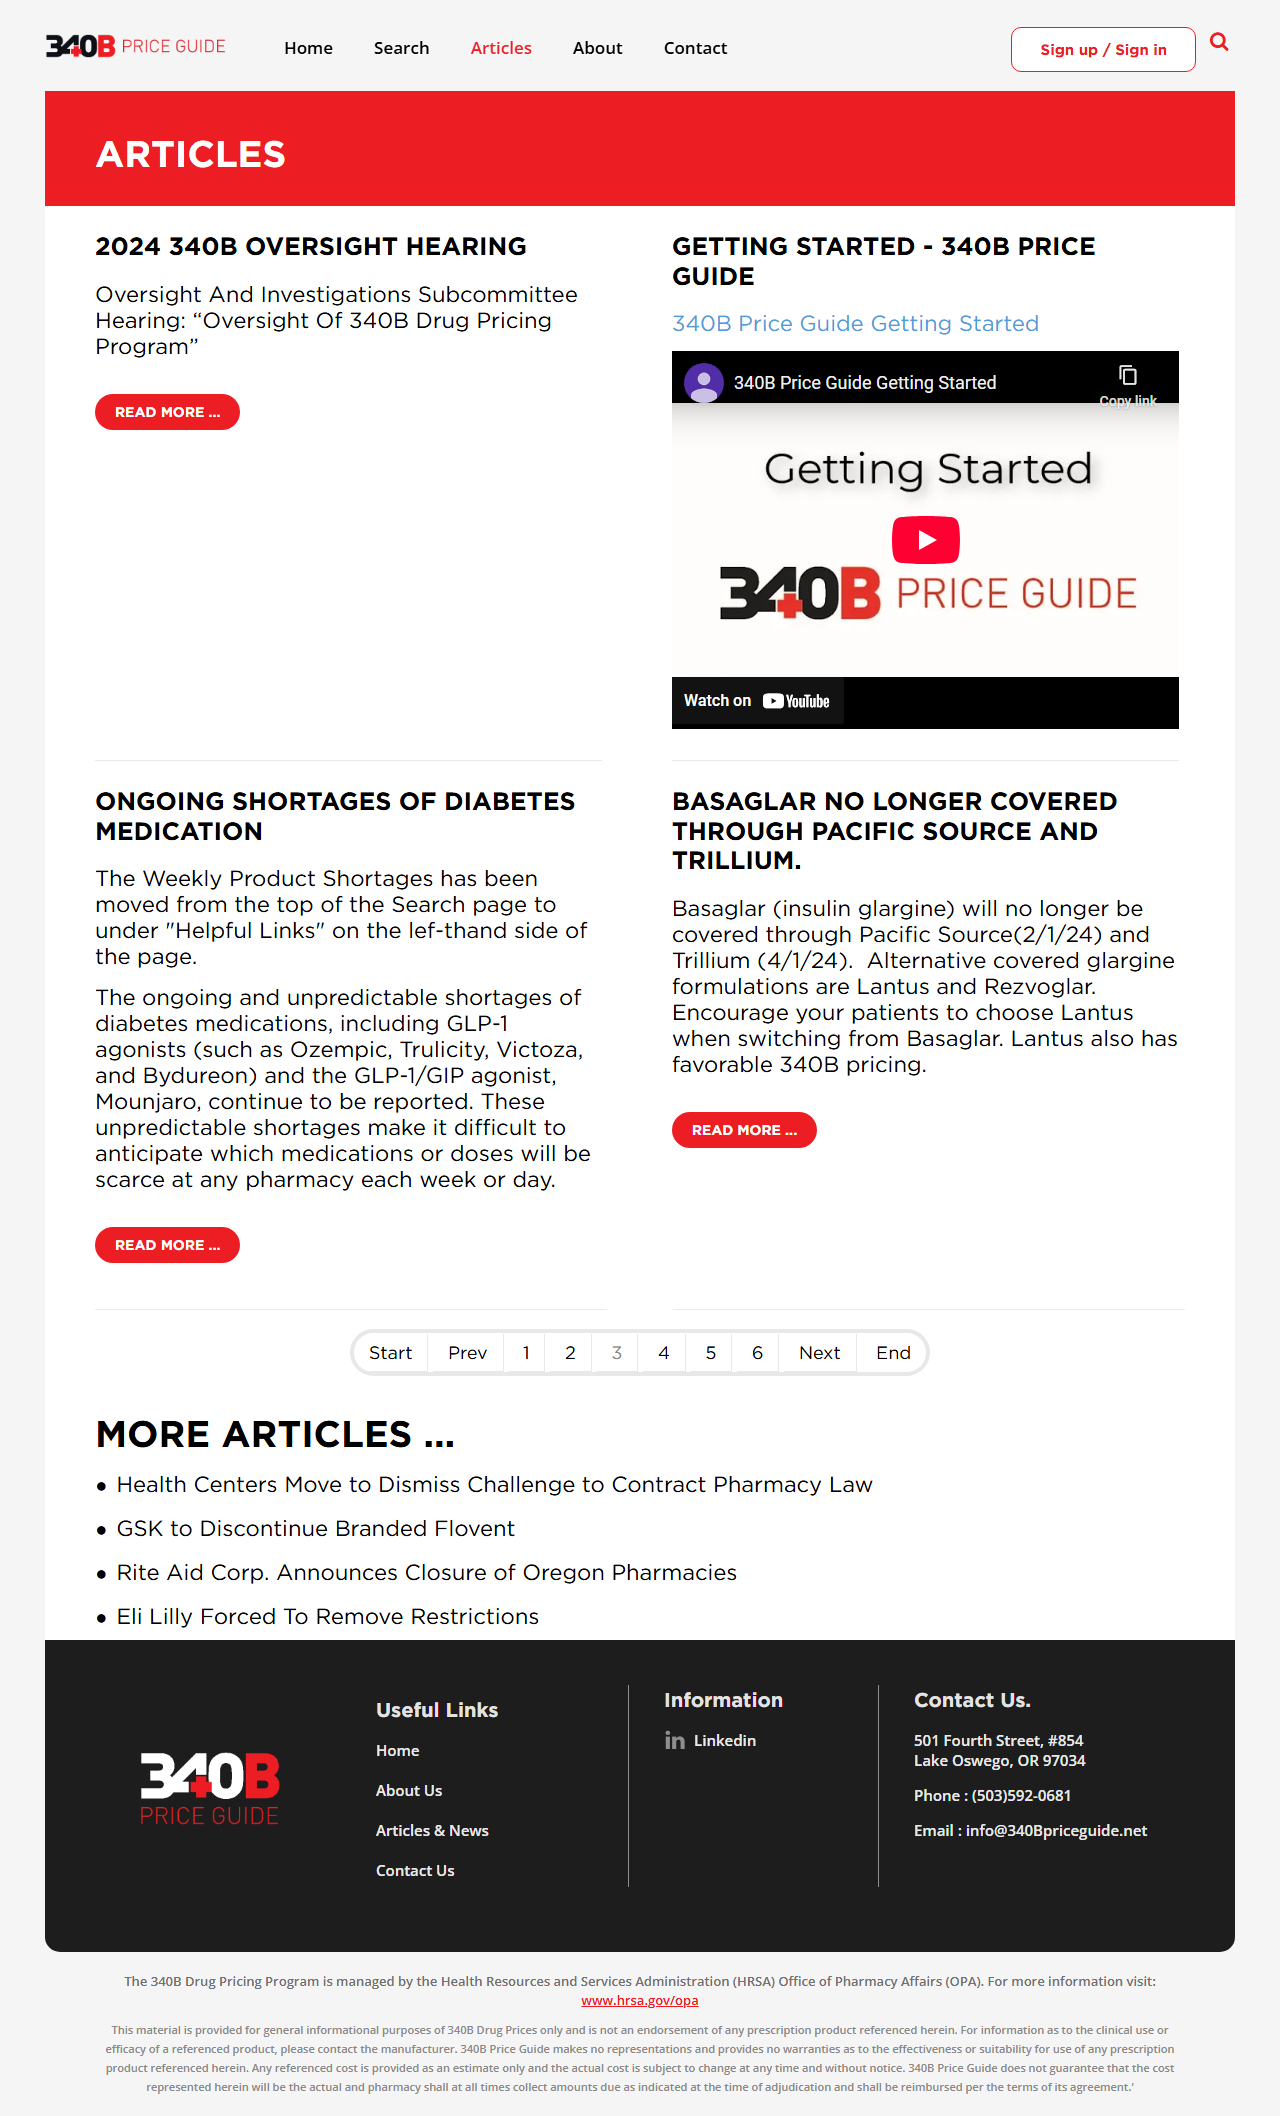 340B PRICE GUIDE
Home
Search
Articles
About
Contact
Sign up / Sign in
ARTICLES
2024 340B OVERSIGHT HEARING
Oversight And Investigations Subcommittee
Hearing: “Oversight Of 340B Drug Pricing
Program”
READ MORE ...
GETTING STARTED - 340B PRICE
GUIDE
340B Price Guide Getting Started
340B Price Guide Getting Started
Copy link
Getting Started
340B PRICE GUIDE
Watch on YouTube
ONGOING SHORTAGES OF DIABETES
MEDICATION
The Weekly Product Shortages has been
moved from the top of the Search page to
under "Helpful Links" on the lef-thand side of
the page.
The ongoing and unpredictable shortages of
diabetes medications, including GLP-1
agonists (such as Ozempic, Trulicity, Victoza,
and Bydureon) and the GLP-1/GIP agonist,
Mounjaro, continue to be reported. These
unpredictable shortages make it difficult to
anticipate which medications or doses will be
scarce at any pharmacy each week or day.
READ MORE ...
BASAGLAR NO LONGER COVERED
THROUGH PACIFIC SOURCE AND
TRILLIUM.
Basaglar (insulin glargine) will no longer be
covered through Pacific Source(2/1/24) and
Trillium (4/1/24).  Alternative covered glargine
formulations are Lantus and Rezvoglar.
Encourage your patients to choose Lantus
when switching from Basaglar. Lantus also has
favorable 340B pricing.
READ MORE ...
Start
Prev
1
2
3
4
5
6
Next
End
MORE ARTICLES ...
Health Centers Move to Dismiss Challenge to Contract Pharmacy Law
GSK to Discontinue Branded Flovent
Rite Aid Corp. Announces Closure of Oregon Pharmacies
Eli Lilly Forced To Remove Restrictions
340B
PRICE GUIDE
Useful Links
Home
About Us
Articles & News
Contact Us
Information
in Linkedin
Contact Us.
501 Fourth Street, #854
Lake Oswego, OR 97034
Phone : (503)592-0681
Email : info@340Bpriceguide.net
The 340B Drug Pricing Program is managed by the Health Resources and Services Administration (HRSA) Office of Pharmacy Affairs (OPA). For more information visit:
www.hrsa.gov/opa
This material is provided for general informational purposes of 340B Drug Prices only and is not an endorsement of any prescription product referenced herein. For information as to the clinical use or
efficacy of a referenced product, please contact the manufacturer. 340B Price Guide makes no representations and provides no warranties as to the effectiveness or suitability for use of any prescription
product referenced herein. Any referenced cost is provided as an estimate only and the actual cost is subject to change at any time and without notice. 340B Price Guide does not guarantee that the cost
represented herein will be the actual and pharmacy shall at all times collect amounts due as indicated at the time of adjudication and shall be reimbursed per the terms of its agreement.'